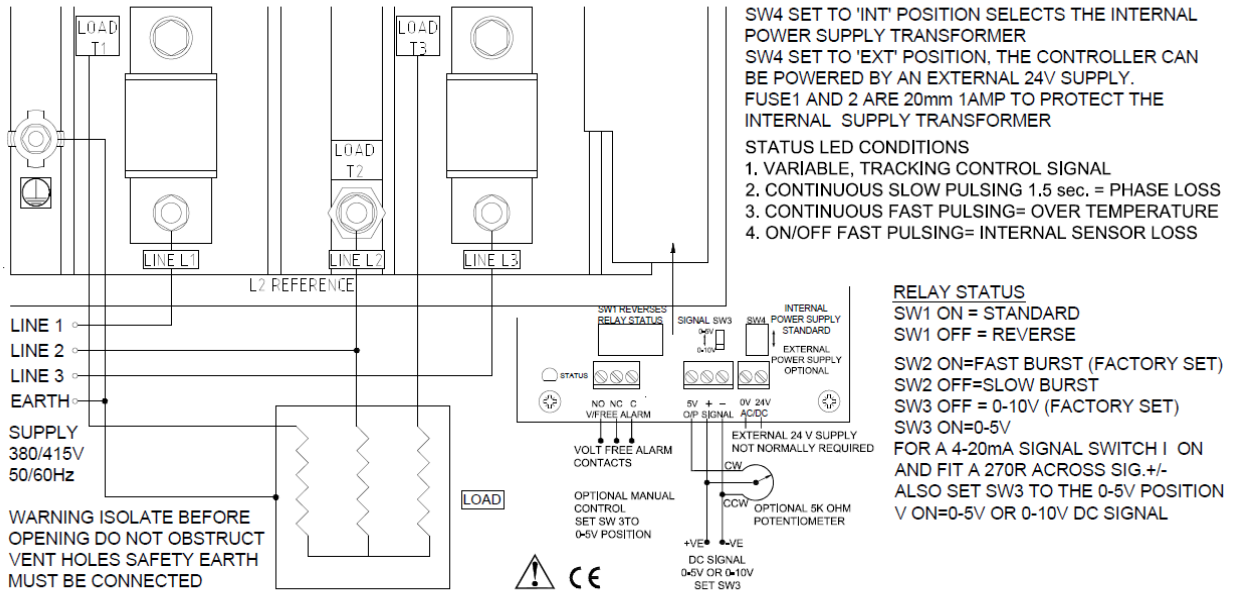 LOAD
T1
LOAD
T3
LOAD
T2
LINE L1
LINE L2
LINE L3
L2 REFERENCE
LINE 1
LINE 2
LINE 3
EARTH
SUPPLY
380/415V
50/60Hz
WARNING ISOLATE BEFORE
OPENING DO NOT OBSTRUCT
VENT HOLES SAFETY EARTH
MUST BE CONNECTED
LOAD
SW1 REVERSES
RELAY STATUS
SIGNAL SW3
0-5V
0-10V
SW4
INTERNAL
POWER SUPPLY
STANDARD
EXTERNAL
POWER SUPPLY
OPTIONAL
STATUS
NO NC C
V/FREE ALARM
5V + -
O/P SIGNAL
0V 24V
AC/DC
VOLT FREE ALARM
CONTACTS
EXTERNAL 24 V SUPPLY
NOT NORMALLY REQUIRED
CW
CCW
OPTIONAL 5K OHM
POTENTIOMETER
OPTIONAL MANUAL
CONTROL
SET SW 3TO
0-5V POSITION
+VE
-VE
DC SIGNAL
0-5V OR 0-10V
SET SW3
CE
SW4 SET TO 'INT' POSITION SELECTS THE INTERNAL
POWER SUPPLY TRANSFORMER
SW4 SET TO 'EXT' POSITION, THE CONTROLLER CAN
BE POWERED BY AN EXTERNAL 24V SUPPLY.
FUSE1 AND 2 ARE 20mm 1AMP TO PROTECT THE
INTERNAL SUPPLY TRANSFORMER
STATUS LED CONDITIONS
1. VARIABLE, TRACKING CONTROL SIGNAL
2. CONTINUOUS SLOW PULSING 1.5 sec. = PHASE LOSS
3. CONTINUOUS FAST PULSING= OVER TEMPERATURE
4. ON/OFF FAST PULSING= INTERNAL SENSOR LOSS
RELAY STATUS
SW1 ON = STANDARD
SW1 OFF = REVERSE
SW2 ON=FAST BURST (FACTORY SET)
SW2 OFF=SLOW BURST
SW3 OFF = 0-10V (FACTORY SET)
SW3 ON=0-5V
FOR A 4-20mA SIGNAL SWITCH I ON
AND FIT A 270R ACROSS SIG.+/-
ALSO SET SW3 TO THE 0-5V POSITION
V ON=0-5V OR 0-10V DC SIGNAL